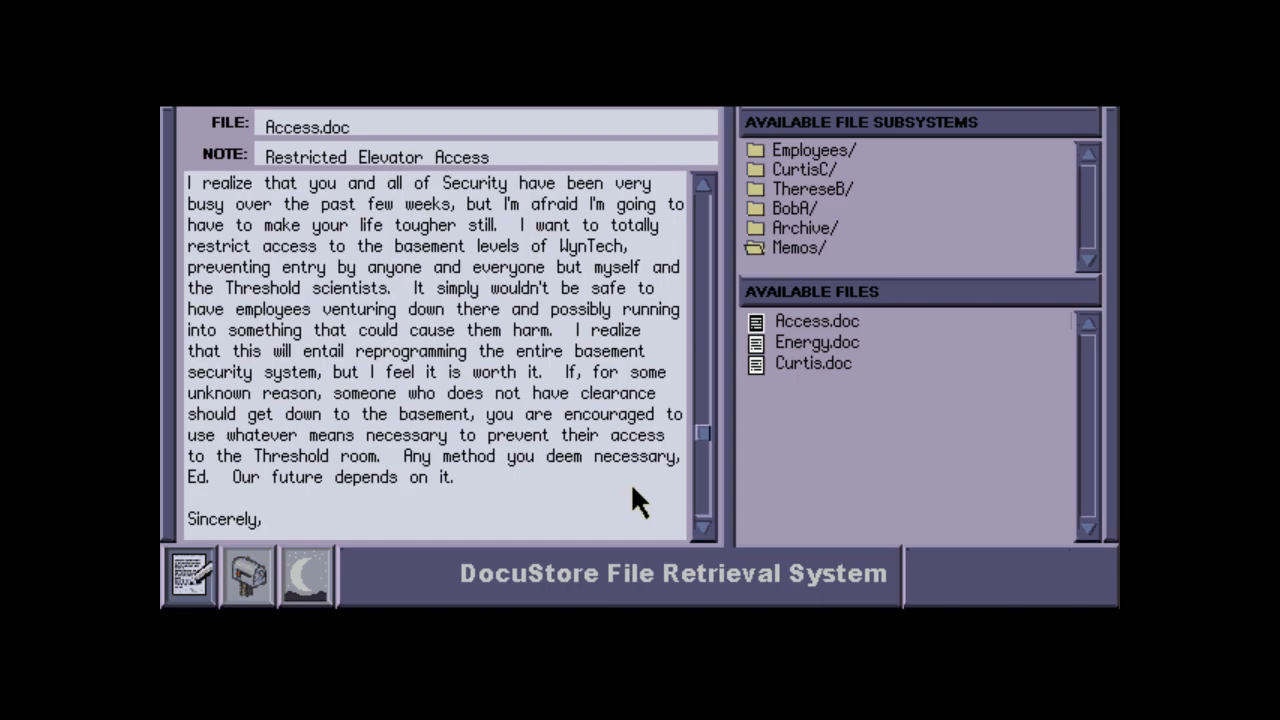 FILE: Access.doc
NOTE: Restricted Elevator Access
I realize that you and all of Security have been very
busy over the past few weeks, but I'm afraid I'm going to
have to make your life tougher still. I want to totally
restrict access to the basement levels of WynTech,
preventing entry by anyone and everyone but myself and
the Threshold scientists. It simply wouldn't be safe to
have employees venturing down there and possibly running
into something that could cause them harm. I realize
that this will entail reprogramming the entire basement
security system, but I feel it is worth it. If, for some
unknown reason, someone who does not have clearance
should get down to the basement, you are encouraged to
use whatever means necessary to prevent their access
to the Threshold room. Any method you deem necessary,
Ed. Our future depends on it.
Sincerely,
AVAILABLE FILE SUBSYSTEMS
Employees/
CurtisC/
ThereseB/
BobA/
Archive/
Memos/
AVAILABLE FILES
Access.doc
Energy.doc
Curtis.doc
DocuStore File Retrieval System